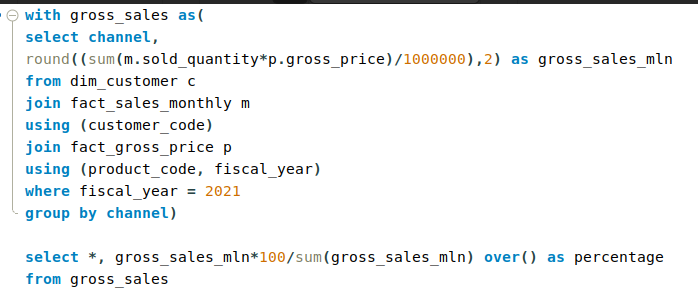 with gross_sales as(
select channel,
round((sum(m.sold_quantity*p.gross_price)/1000000),2) as gross_sales_mln
from dim_customer c
join fact_sales_monthly m
using (customer_code)
join fact_gross_price p
using (product_code, fiscal_year)
where fiscal_year = 2021
group by channel)
select *, gross_sales_mln*100/sum(gross_sales_mln) over() as percentage
from gross_sales